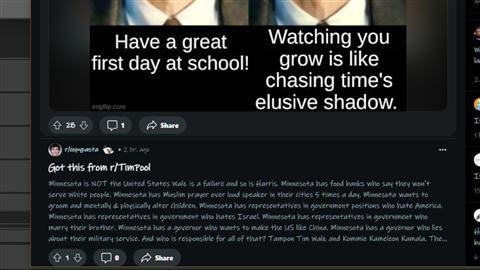 Have a great
first day at school!
Watching you
grow is like
chasing time's
elusive shadow.
imgflip.com
28
1
Share
2 hr. ago
Got this from r/TimPool
Minnesota is NOT the United States Walz is a failure and so is Harris. Minnesota has food banks who say they won't
serve White people. Minnesota has Muslim prayer over loud speaker in their cities 5 times a day. Minnesota wants to
groom and mentally & physically alter children. Minnesota has representatives in government positions who hate America.
Minnesota has representatives in government who hates Israel. Minnesota has representatives in government who
marry their brother. Minnesota has a governor who wants to make the US like China. Minnesota has a governor who lies
about their military service. And who is responsible for all of that? Tampon Tim Walz and Kommie Kameleon Kamala. The...
1
0
Share